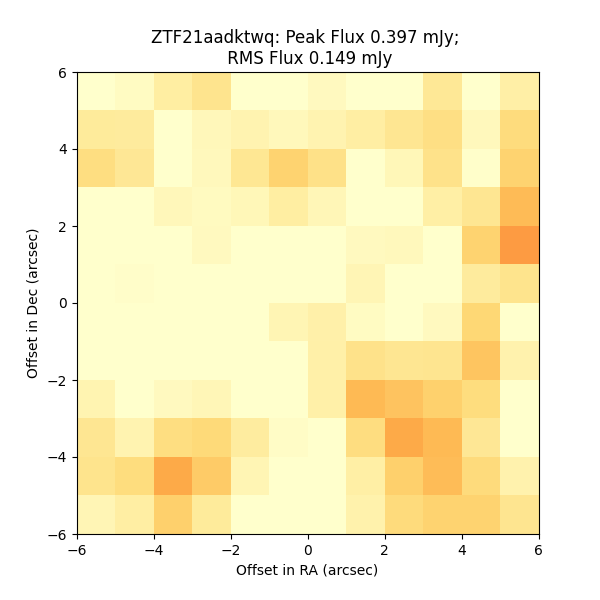 ZTF21aadktwq: Peak Flux 0.397 mJy;
RMS Flux 0.149 mJy
6
4
2
0
−2
−4
−6
Offset in Dec (arcsec)
−6 −4 −2 0 2 4 6
Offset in RA (arcsec)